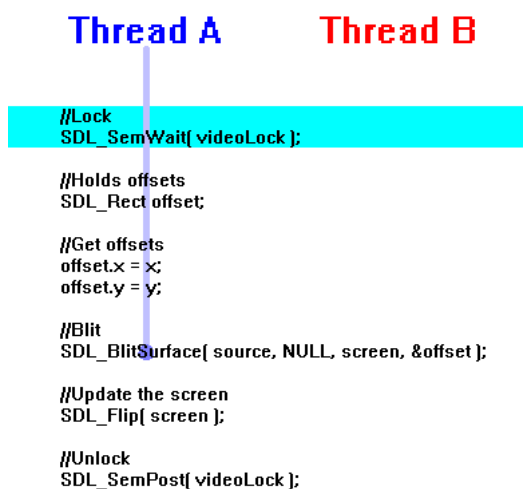 Thread A Thread B
//Lock
SDL_SemWait( videoLock );
//Holds offsets
SDL_Rect offset;
//Get offsets
offset.x = x;
offset.y = y;
//Blit
SDL_BlitSurface( source, NULL, screen, &offset );
//Update the screen
SDL_Flip( screen );
//Unlock
SDL_SemPost( videoLock );